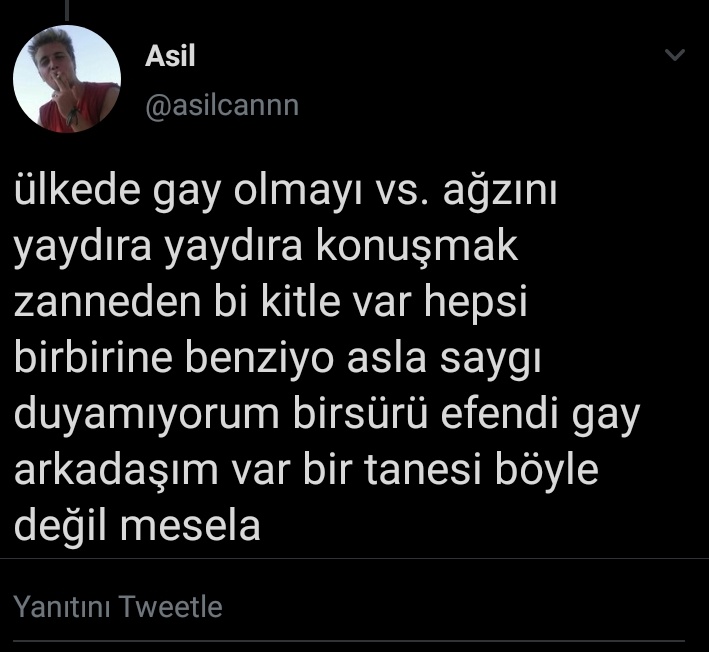 Asil
@asilcannn
ülkede gay olmayı vs. ağzını
yaydıra yaydıra konuşmak
zanneden bi kitle var hepsi
birbirine benziyo asla saygı
duyamıyorum birsürü efendi gay
arkadaşım var bir tanesi böyle
değil mesela
Yanıtını Tweetle